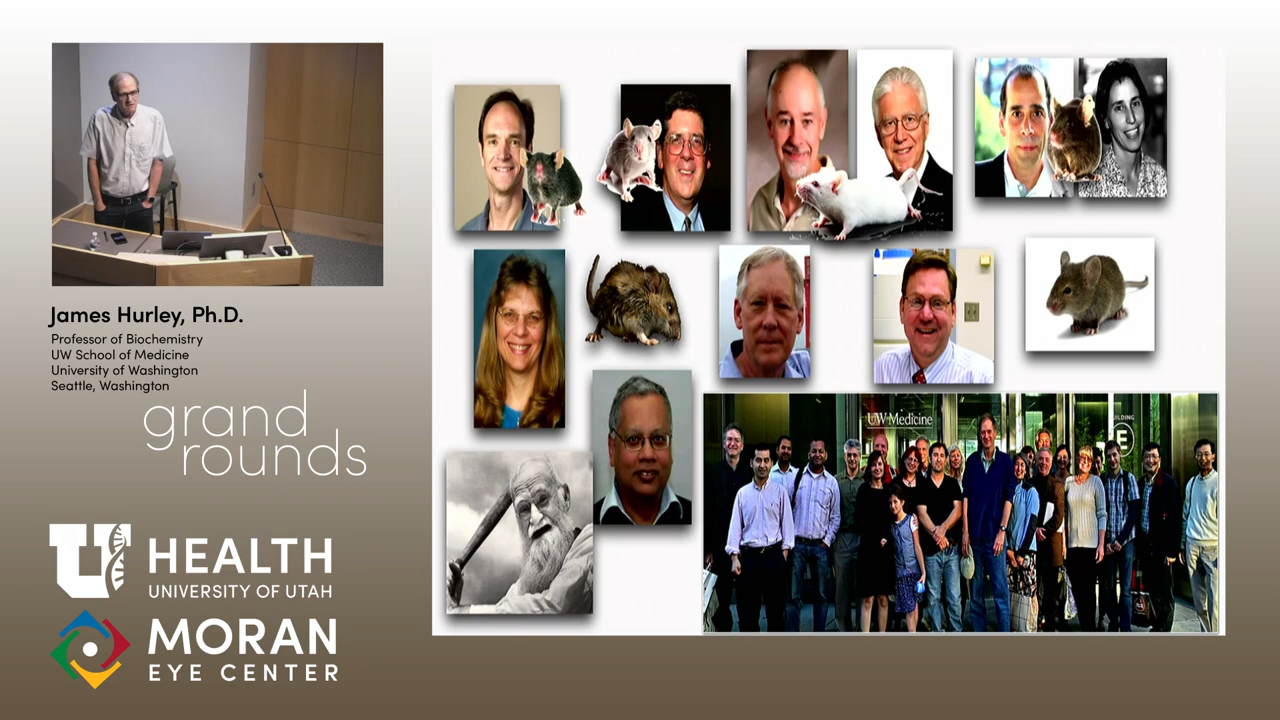 James Hurley, Ph.D.
Professor of Biochemistry
UW School of Medicine
University of Washington
Seattle, Washington
grand
rounds
U HEALTH
UNIVERSITY OF UTAH
MORAN
EYE CENTER
UW Medicine
BUILDING
E